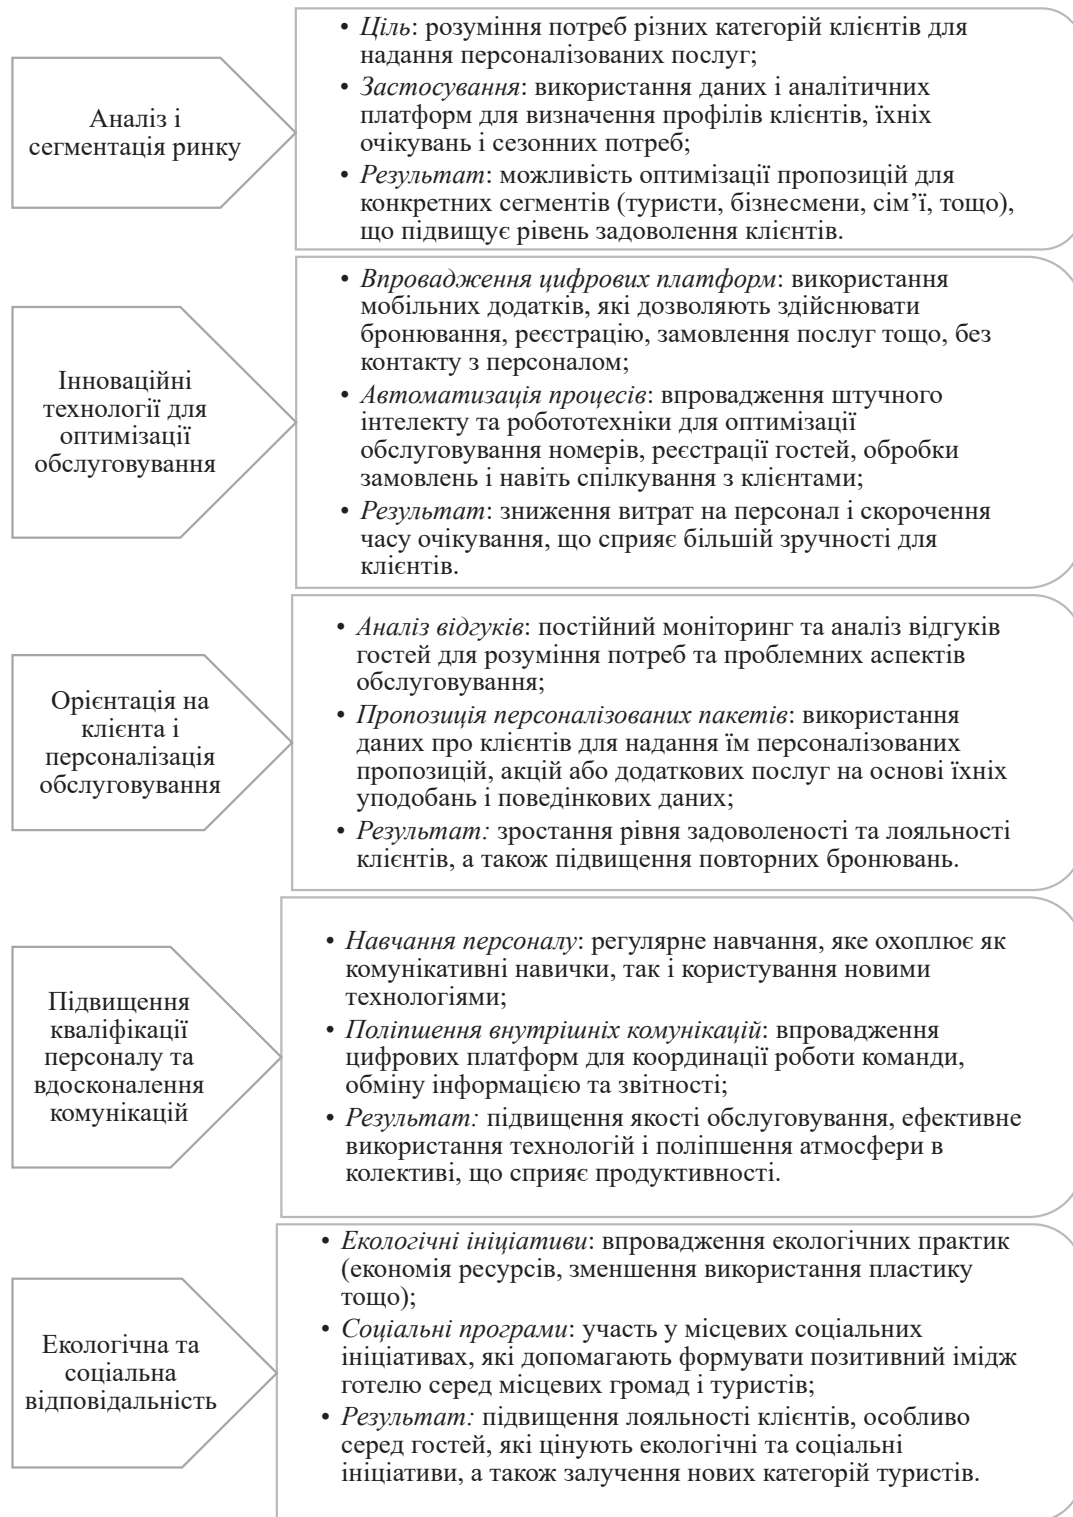 Аналіз і
сегментація ринку
• Ціль: розуміння потреб різних категорій клієнтів для
надання персоналізованих послуг;
• Застосування: використання даних і аналітичних
платформ для визначення профілів клієнтів, їхніх
очікувань і сезонних потреб;
• Результат: можливість оптимізації пропозицій для
конкретних сегментів (туристи, бізнесмени, сім’ї, тощо),
що підвищує рівень задоволення клієнтів.
Інноваційні
технології для
оптимізації
обслуговування
• Впровадження цифрових платформ: використання
мобільних додатків, які дозволяють здійснювати
бронювання, реєстрацію, замовлення послуг тощо, без
контакту з персоналом;
• Автоматизація процесів: впровадження штучного
інтелекту та робототехніки для оптимізації
обслуговування номерів, реєстрації гостей, обробки
замовлень і навіть спілкування з клієнтами;
• Результат: зниження витрат на персонал і скорочення
часу очікування, що сприяє більшій зручності для
клієнтів.
Орієнтація на
клієнта і
персоналізація
обслуговування
• Аналіз відгуків: постійний моніторинг та аналіз відгуків
гостей для розуміння потреб та проблемних аспектів
обслуговування;
• Пропозиція персоналізованих пакетів: використання
даних про клієнтів для надання їм персоналізованих
пропозицій, акцій або додаткових послуг на основі їхніх
уподобань і поведінкових даних;
• Результат: зростання рівня задоволеності та лояльності
клієнтів, а також підвищення повторних бронювань.
Підвищення
кваліфікації
персоналу та
вдосконалення
комунікацій
• Навчання персоналу: регулярне навчання, яке охоплює як
комунікативні навички, так і користування новими
технологіями;
• Поліпшення внутрішніх комунікацій: впровадження
цифрових платформ для координації роботи команди,
обміну інформацією та звітності;
• Результат: підвищення якості обслуговування, ефективне
використання технологій і поліпшення атмосфери в
колективі, що сприяє продуктивності.
Екологічна та
соціальна
відповідальність
• Екологічні ініціативи: впровадження екологічних практик
(економія ресурсів, зменшення використання пластику
тощо);
• Соціальні програми: участь у місцевих соціальних
ініціативах, які допомагають формувати позитивний імідж
готелю серед місцевих громад і туристів;
• Результат: підвищення лояльності клієнтів, особливо
серед гостей, які цінують екологічні та соціальні
ініціативи, а також залучення нових категорій туристів.